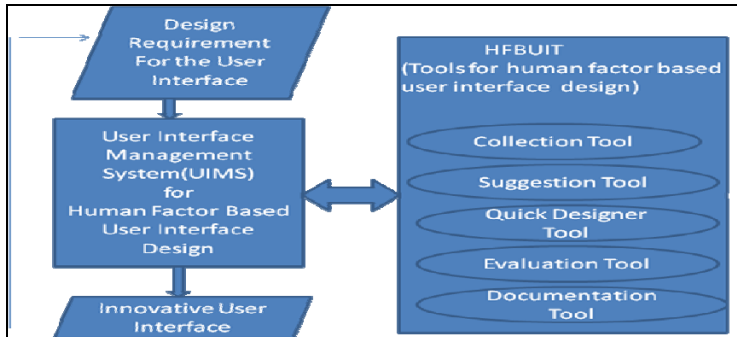 Design
Requirement
For the User
Interface
User Interface
Management
System(UIMS)
for
Human Factor Based
User Interface
Design
Innovative User
Interface
HFBUIT
(Tools for human factor based
user interface design)
Collection Tool
Suggestion Tool
Quick Designer
Tool
Evaluation Tool
Documentation
Tool